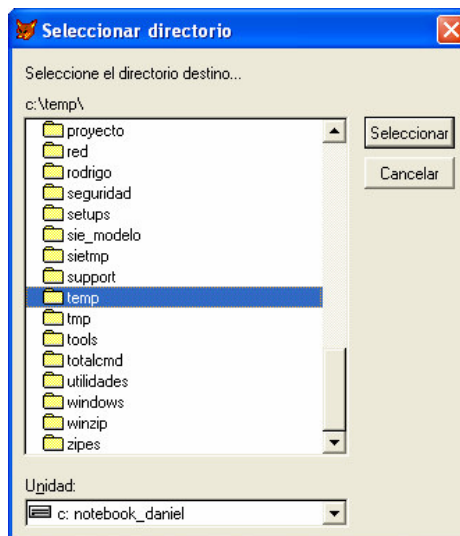 Seleccionar directorio
Seleccione el directorio destino...
c:\temp\
proyecto
red
rodrigo
seguridad
setups
sie_modelo
sietmp
support
temp
tmp
tools
totalcmd
utilidades
windows
winzip
zipes
Seleccionar
Cancelar
Unidad:
c: notebook_daniel